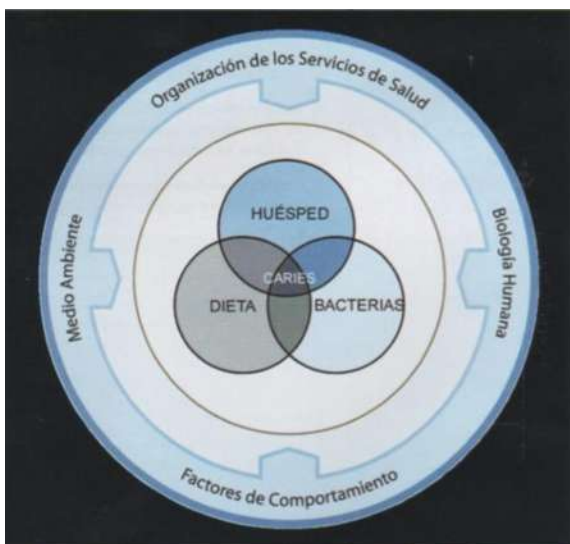 Organización de los Servicios de Salud
HUÉSPED
Medio Ambiente
Biología Humana
CARIES
DIETA
BACTERIAS
Factores de Comportamiento